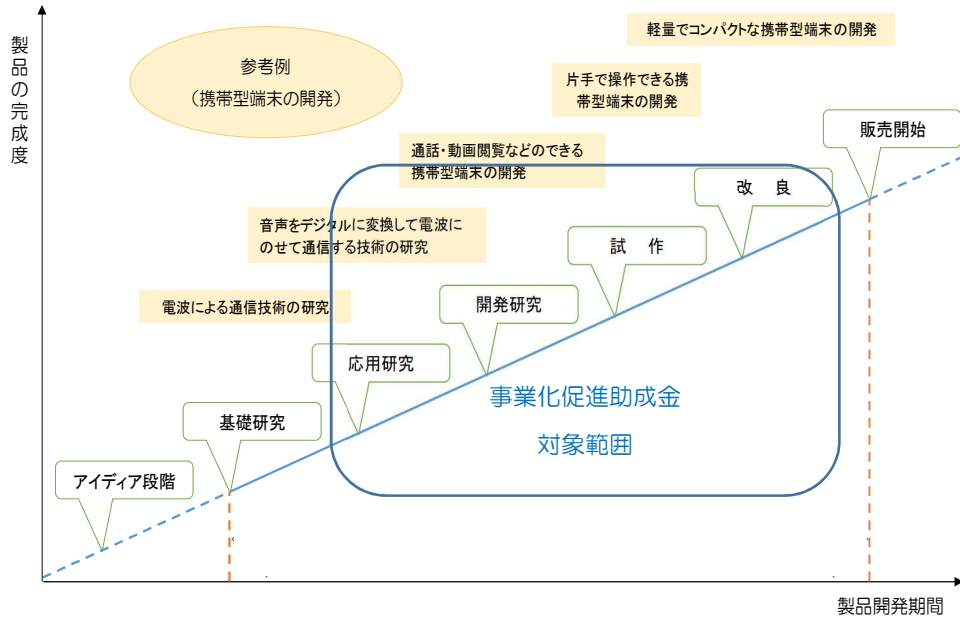 製品の完成度
参考例
（携帯型端末の開発）
軽量でコンパクトな携帯型端末の開発
片手で操作できる携
帯型端末の開発
販売開始
通話・動画閲覧などのできる
携帯型端末の開発
改　良
音声をデジタルに変換して電波に
のせて通信する技術の研究
試　作
電波による通信技術の研究
開発研究
応用研究
事業化促進助成金
対象範囲
基礎研究
アイディア段階
製品開発期間